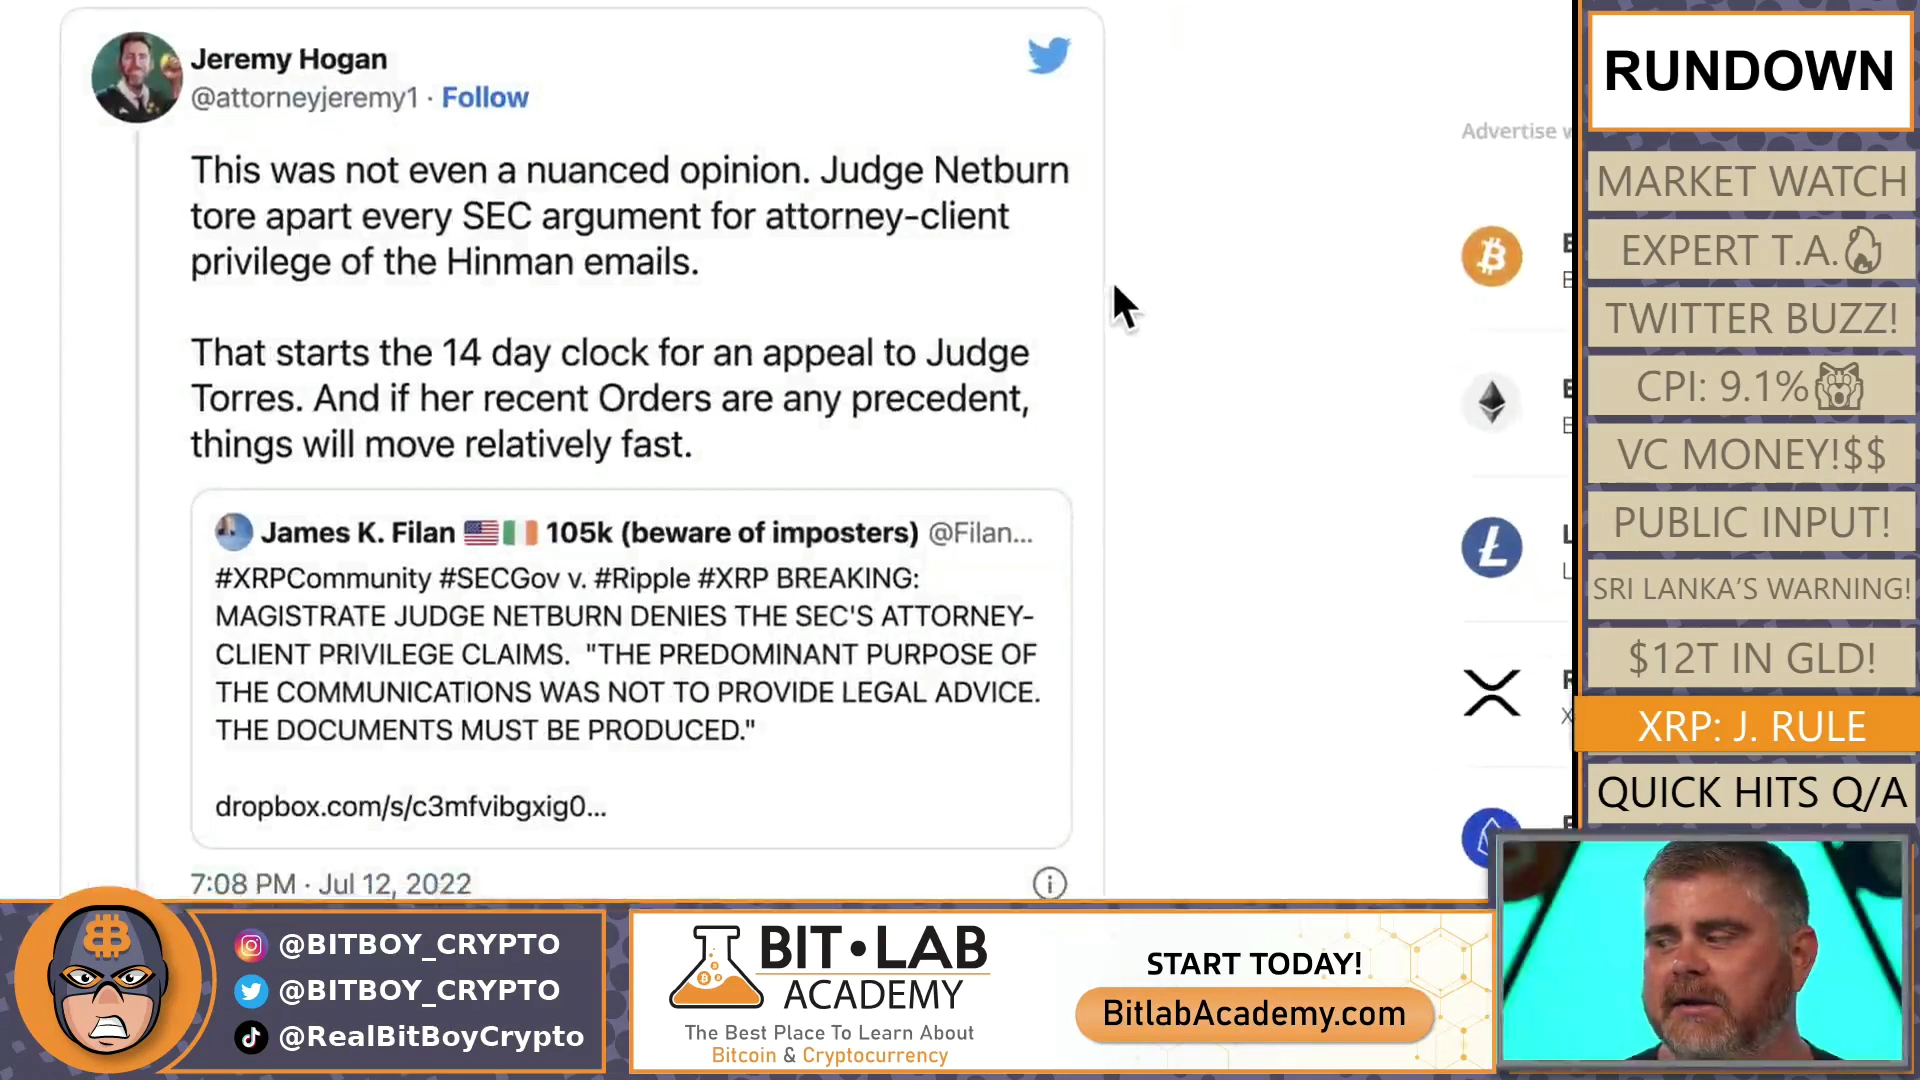 Jeremy Hogan
@attorneyjeremy1 · Follow
This was not even a nuanced opinion. Judge Netburn
tore apart every SEC argument for attorney-client
privilege of the Hinman emails.
That starts the 14 day clock for an appeal to Judge
Torres. And if her recent Orders are any precedent,
things will move relatively fast.
James K. Filan 🇺🇸🇮🇪 105k (beware of imposters) @Filan...
#XRPCommunity #SECGov v. #Ripple #XRP BREAKING:
MAGISTRATE JUDGE NETBURN DENIES THE SEC'S ATTORNEY-
CLIENT PRIVILEGE CLAIMS. "THE PREDOMINANT PURPOSE OF
THE COMMUNICATIONS WAS NOT TO PROVIDE LEGAL ADVICE.
THE DOCUMENTS MUST BE PRODUCED."
dropbox.com/s/c3mfvibgxig0...
7:08 PM · Jul 12, 2022
Advertise
RUNDOWN
MARKET WATCH
EXPERT T.A.🔥
TWITTER BUZZ!
CPI: 9.1%🙀
VC MONEY!$$
PUBLIC INPUT!
SRI LANKA'S WARNING!
$12T IN GLD!
XRP: J. RULE
QUICK HITS Q/A
@BITBOY_CRYPTO
@BITBOY_CRYPTO
@RealBitBoyCrypto
BIT•LAB
ACADEMY
The Best Place To Learn About
Bitcoin & Cryptocurrency
START TODAY!
BitlabAcademy.com